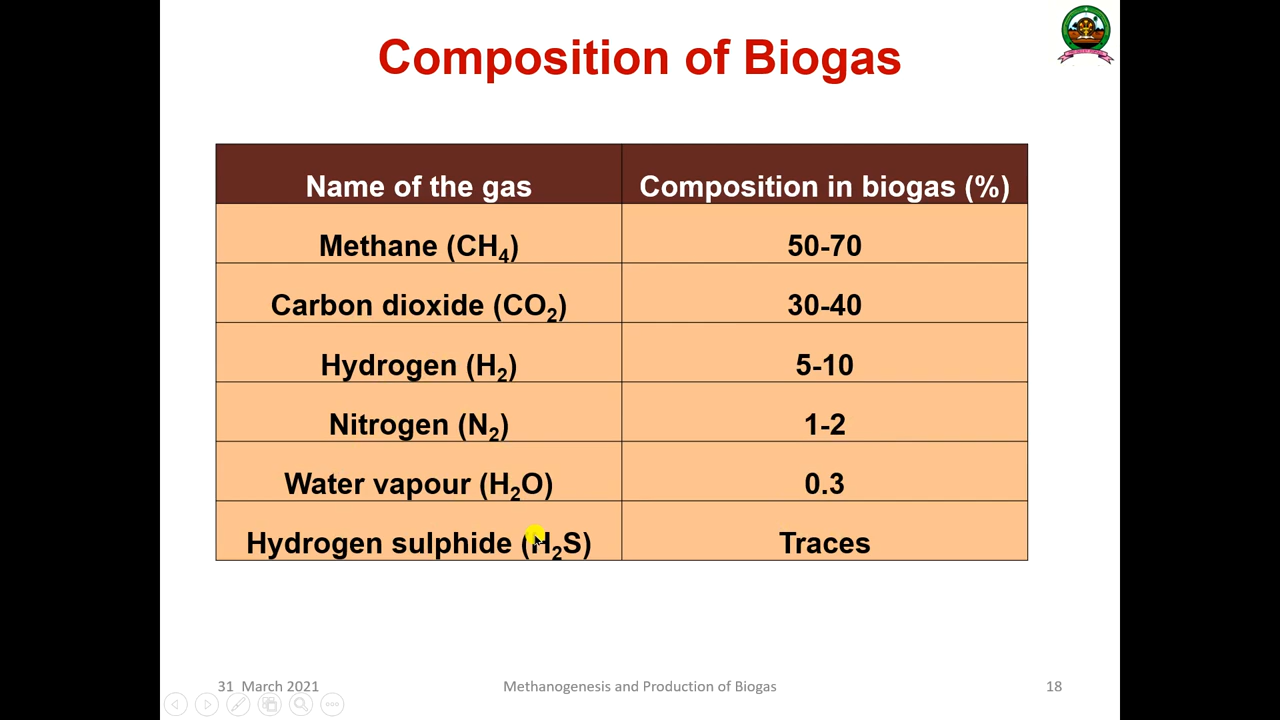 Composition of Biogas
Name of the gas Composition in biogas (%)
Methane (CH₄) 50-70
Carbon dioxide (CO₂) 30-40
Hydrogen (H₂) 5-10
Nitrogen (N₂) 1-2
Water vapour (H₂O) 0.3
Hydrogen sulphide (H₂S) Traces
31 March 2021 Methanogenesis and Production of Biogas 18